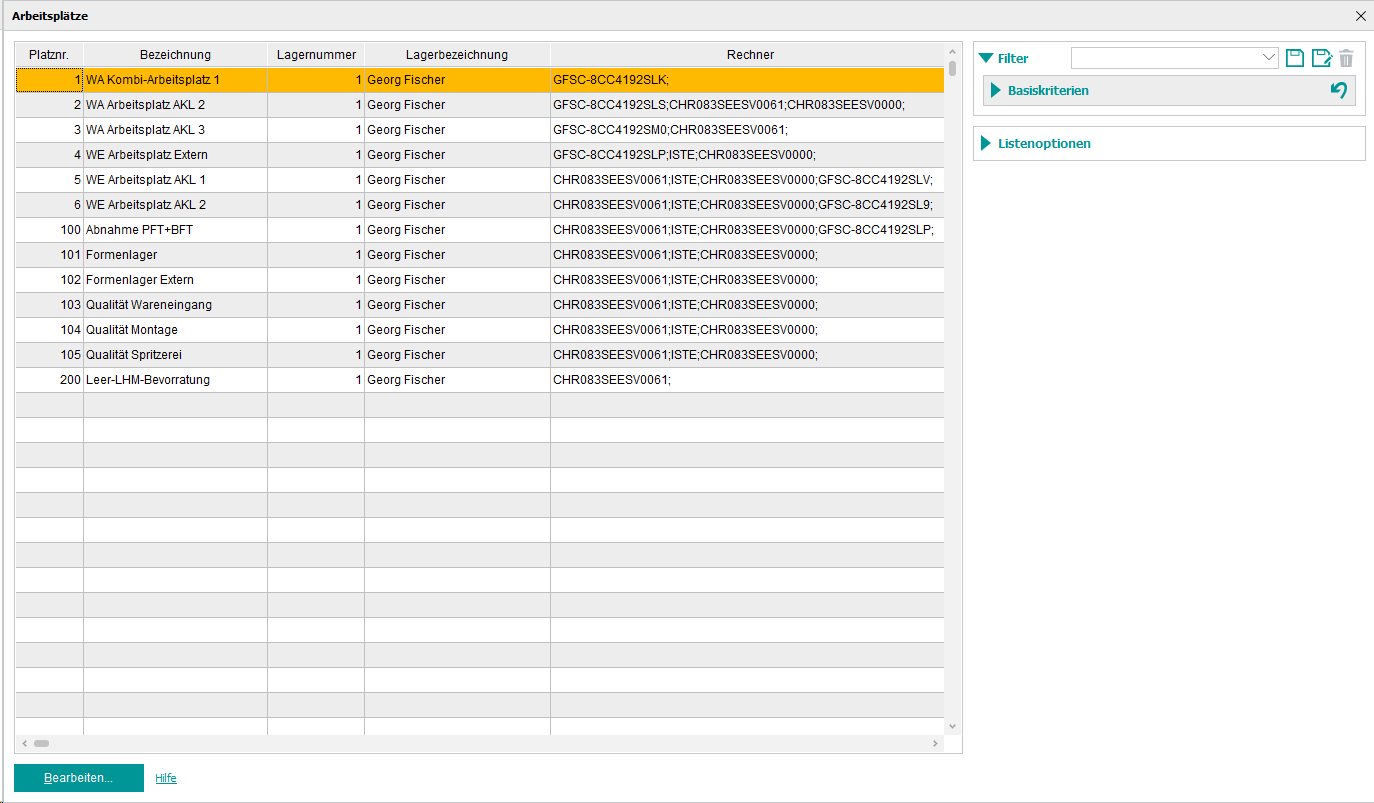 Arbeitsplätze
Platznr. Bezeichnung Lagernummer Lagerbezeichnung Rechner
1 WA Kombi-Arbeitsplatz 1 1 Georg Fischer GFSC-8CC4192SLK;
2 WA Arbeitsplatz AKL 2 1 Georg Fischer GFSC-8CC4192SLS;CHR083SEESV0061;CHR083SEESV0000;
3 WA Arbeitsplatz AKL 3 1 Georg Fischer GFSC-8CC4192SM0;CHR083SEESV0061;
4 WE Arbeitsplatz Extern 1 Georg Fischer GFSC-8CC4192SLP;ISTE;CHR083SEESV0000;
5 WE Arbeitsplatz AKL 1 1 Georg Fischer CHR083SEESV0061;ISTE;CHR083SEESV0000;GFSC-8CC4192SLV;
6 WE Arbeitsplatz AKL 2 1 Georg Fischer CHR083SEESV0061;ISTE;CHR083SEESV0000;GFSC-8CC4192SL9;
100 Abnahme PFT+BFT 1 Georg Fischer CHR083SEESV0061;ISTE;CHR083SEESV0000;GFSC-8CC4192SLP;
101 Formenlager 1 Georg Fischer CHR083SEESV0061;ISTE;CHR083SEESV0000;
102 Formenlager Extern 1 Georg Fischer CHR083SEESV0061;ISTE;CHR083SEESV0000;
103 Qualität Wareneingang 1 Georg Fischer CHR083SEESV0061;ISTE;CHR083SEESV0000;
104 Qualität Montage 1 Georg Fischer CHR083SEESV0061;ISTE;CHR083SEESV0000;
105 Qualität Spritzerei 1 Georg Fischer CHR083SEESV0061;ISTE;CHR083SEESV0000;
200 Leer-LHM-Bevorratung 1 Georg Fischer CHR083SEESV0061;
Filter
Basiskriterien
Listenoptionen
Bearbeiten... Hilfe